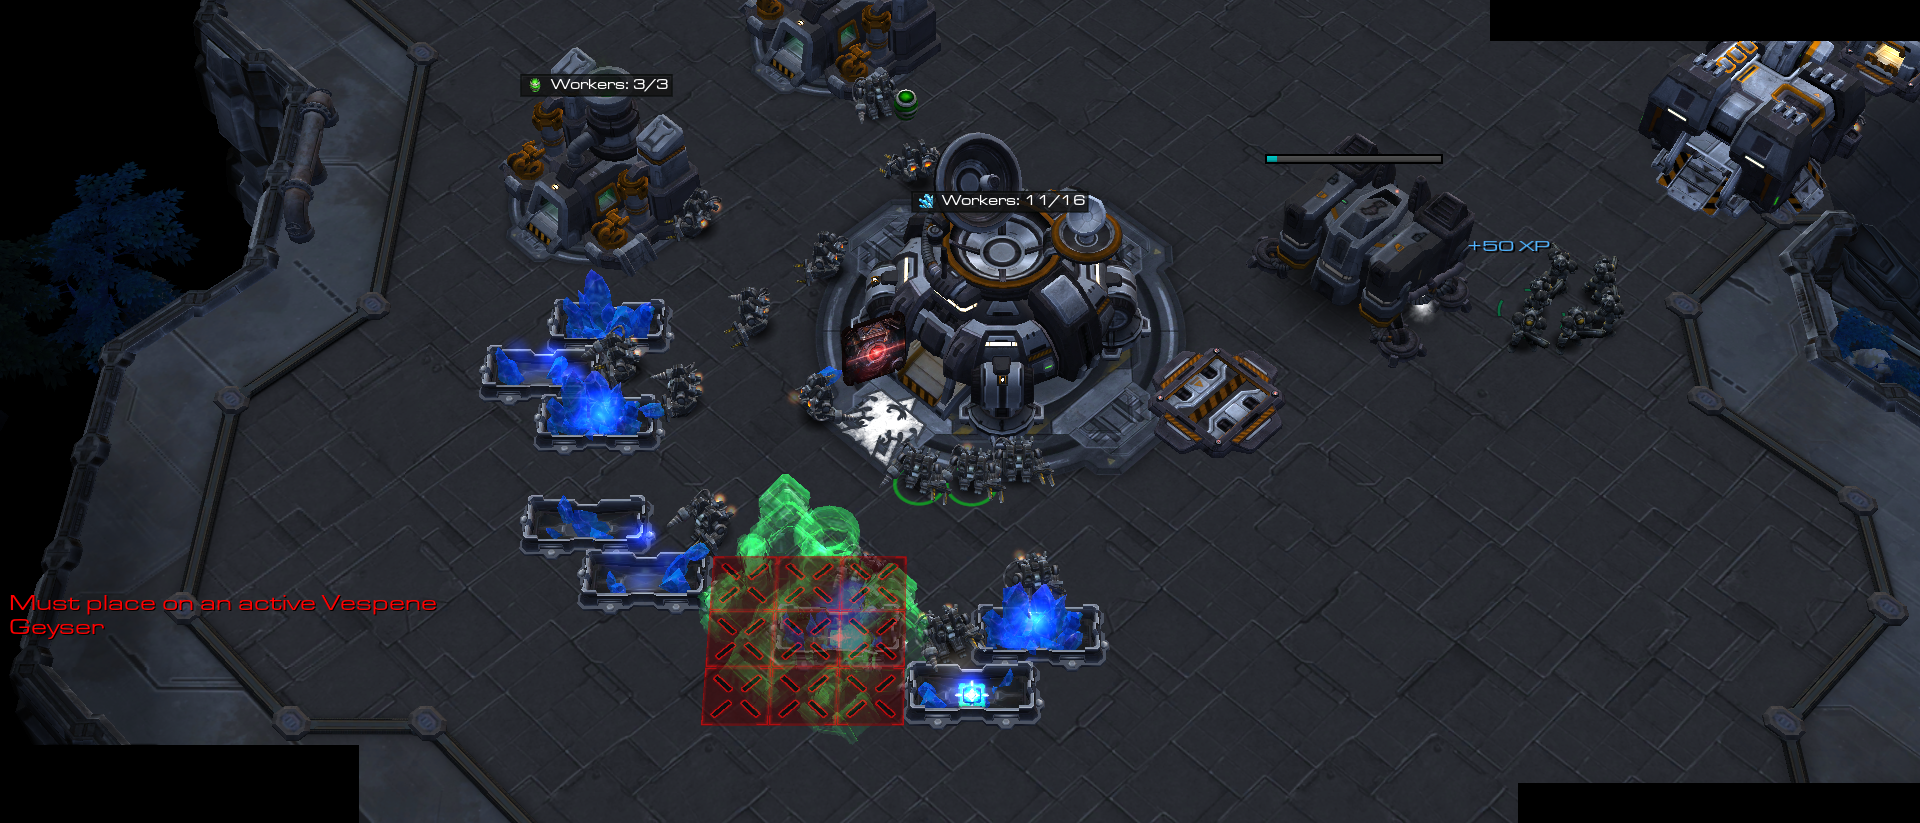 Workers: 3/3
Workers: 11/16
+50 XP
Must place on an active Vespene
Geyser